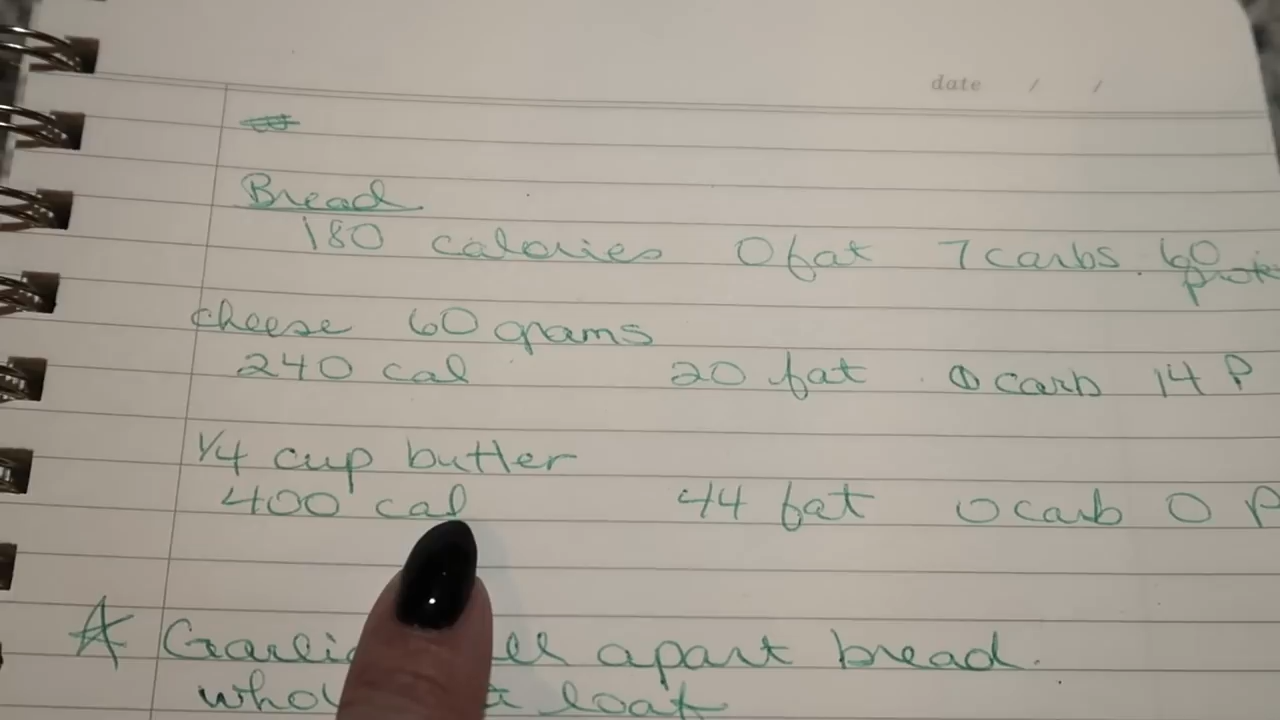 date / /
Bread
180 calories 0 fat 7 carbs. 60
cheese 60 grams
240 cal 20 fat 0 carb 14 P
1/4 cup butter
400 cal 44 fat 0 carb 0 P
☆ Garlic apart bread.
loaf